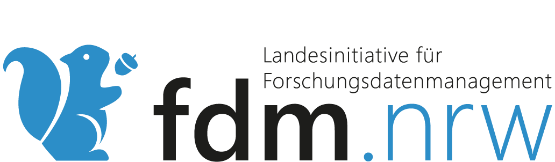 Landesinitiative für
Forschungsdatenmanagement
fdm.nrw